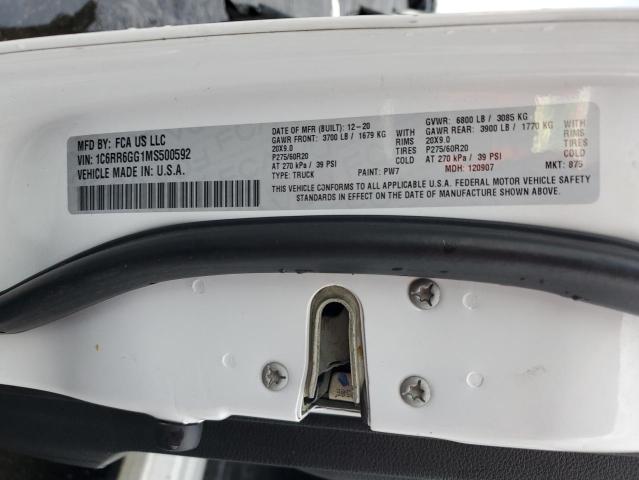 MFD BY: FCA US LLC
VIN: 1C6RR6GG1MS500592
VEHICLE MADE IN: U.S.A.
DATE OF MFR (BUILT): 12-20 GVWR: 6800 LB / 3085 KG
GAWR FRONT: 3700 LB / 1679 KG GAWR REAR: 3900 LB / 1770 KG
20X9.0 RIMS 20X9.0 RIMS
P275/60R20 TIRES P275/60R20 TIRES
AT 270 kPa / 39 PSI COLD AT 270 kPa / 39 PSI COLD
TYPE: TRUCK PAINT: PW7 MDH: 120907 MKT: 875
THIS VEHICLE CONFORMS TO ALL APPLICABLE U.S.A. FEDERAL MOTOR VEHICLE SAFETY
STANDARDS IN EFFECT ON THE DATE OF MANUFACTURE SHOWN ABOVE.